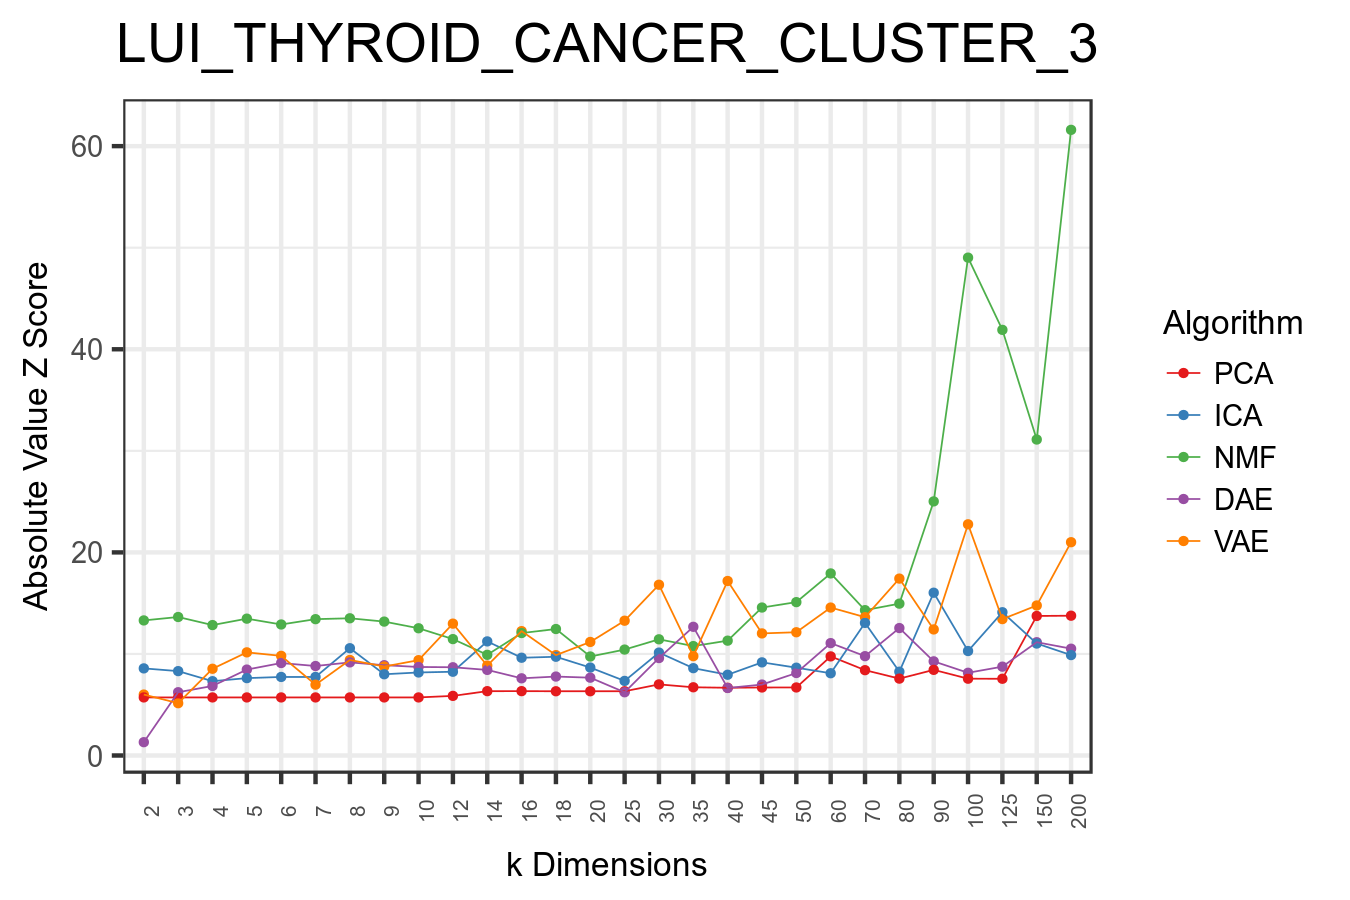 LUI_THYROID_CANCER_CLUSTER_3
Absolute Value Z Score
60
40
20
0
2 3 4 5 6 7 8 9 10 12 14 16 18 20 25 30 35 40 45 50 60 70 80 90 100 125 150 200
k Dimensions
Algorithm
PCA
ICA
NMF
DAE
VAE